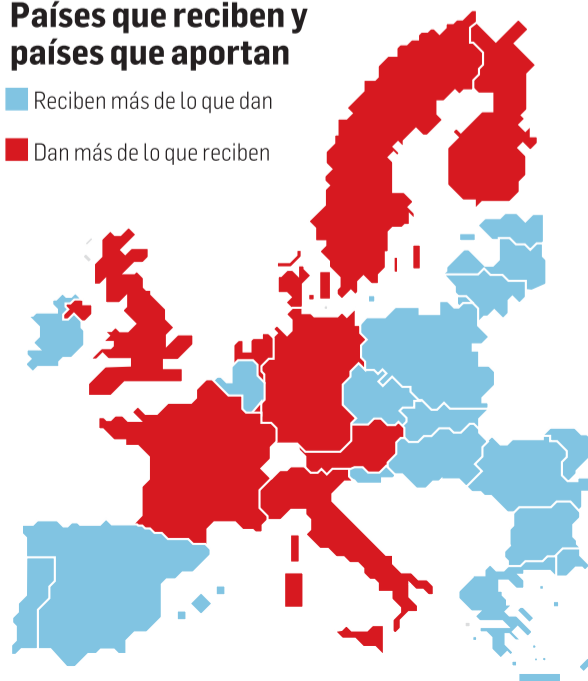 Países que reciben y
países que aportan
Reciben más de lo que dan
Dan más de lo que reciben